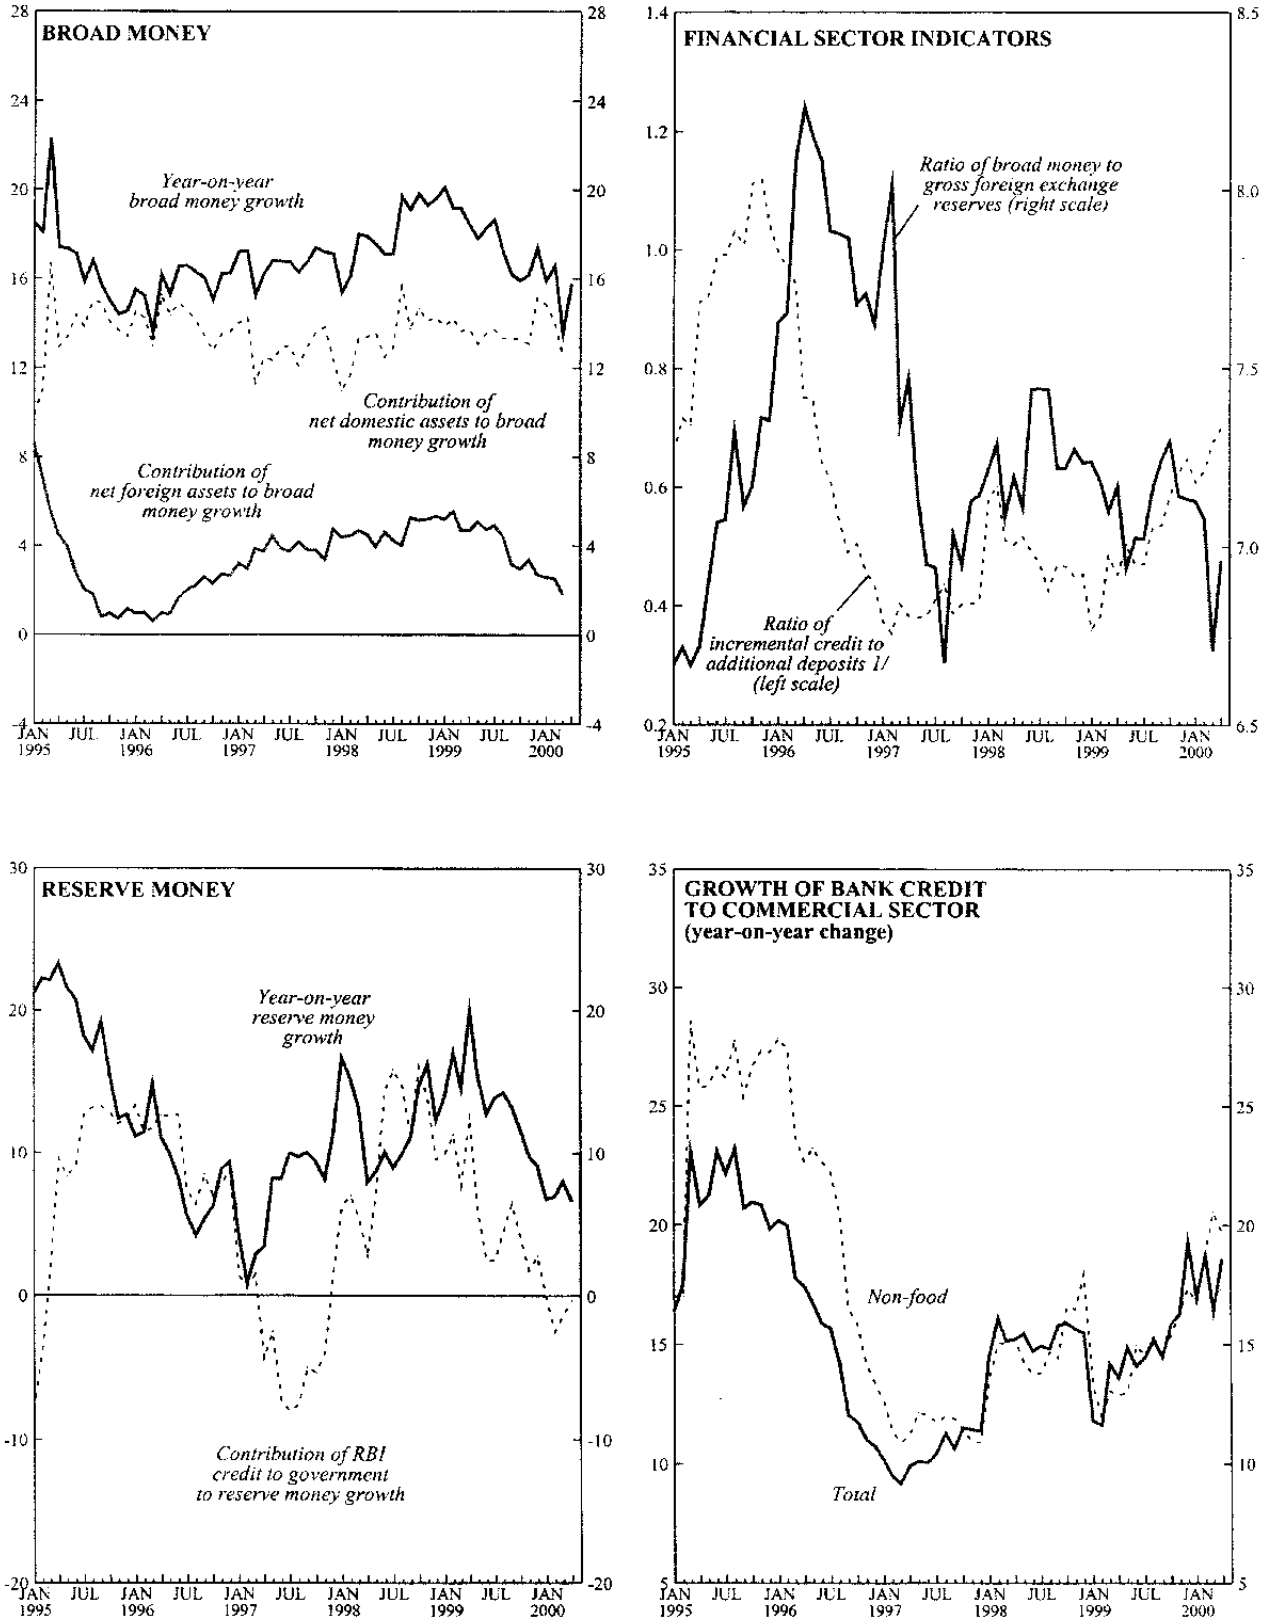 BROAD MONEY
28
24
20
16
12
8
4
0
-4
28
24
20
16
12
8
4
0
-4
Year-on-year
broad money growth
Contribution of
net domestic assets to broad
money growth
Contribution of
net foreign assets to broad
money growth
JAN JUL JAN JUL JAN JUL JAN JUL JAN JUL JAN
1995 1996 1997 1998 1999 2000
FINANCIAL SECTOR INDICATORS
1.4
1.2
1.0
0.8
0.6
0.4
0.2
8.5
8.0
7.5
7.0
6.5
Ratio of broad money to
gross foreign exchange
reserves (right scale)
Ratio of
incremental credit to
additional deposits 1/
(left scale)
JAN JUL JAN JUL JAN JUL JAN JUL JAN JUL JAN
1995 1996 1997 1998 1999 2000
RESERVE MONEY
30
20
10
0
-10
-20
30
20
10
0
-10
-20
Year-on-year
reserve money
growth
Contribution of RBI
credit to government
to reserve money growth
JAN JUL JAN JUL JAN JUL JAN JUL JAN JUL JAN
1995 1996 1997 1998 1999 2000
GROWTH OF BANK CREDIT
TO COMMERCIAL SECTOR
(year-on-year change)
35
30
25
20
15
10
5
35
30
25
20
15
10
5
Non-food
Total
JAN JUL JAN JUL JAN JUL JAN JUL JAN JUL JAN
1995 1996 1997 1998 1999 2000